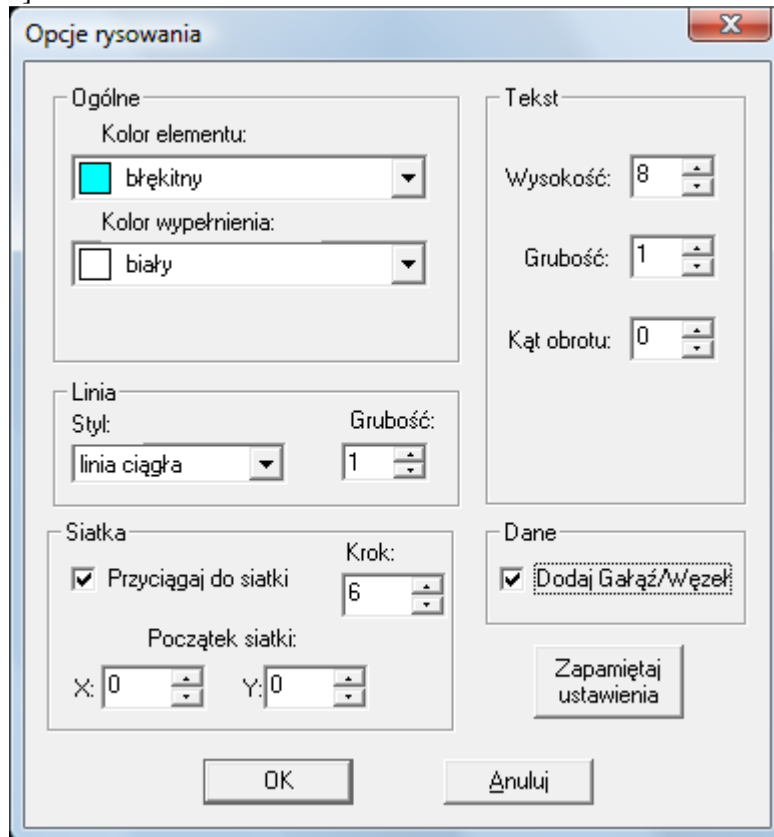 Opcje rysowania
Ogólne
Kolor elementu:
błękitny
Kolor wypełnienia:
biały
Tekst
Wysokość: 8
Grubość: 1
Kąt obrotu: 0
Linia
Styl: Grubość:
linia ciągła 1
Siatka
Krok:
Przyciągaj do siatki 6
Początek siatki:
X: 0 Y: 0
Dane
Dodaj Gałąź/Węzeł
Zapamiętaj
ustawienia
OK Anuluj